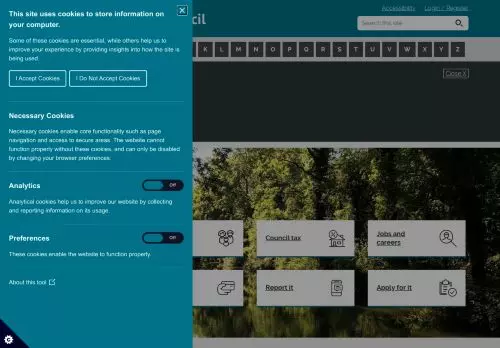 This site uses cookies to store information on
your computer.
Some of these cookies are essential, while others help us to
improve your experience by providing insights into how the site is
being used.
I Accept Cookies
I Do Not Accept Cookies
Necessary Cookies
Necessary cookies enable core functionality such as page
navigation and access to secure areas. The website cannot
function properly without these cookies, and can only be disabled
by changing your browser preferences.
Analytics
Off
Analytical cookies help us to improve our website by collecting
and reporting information on its usage.
Preferences
Off
These cookies enable the website to function properly.
About this tool
Accessibility
Login / Register
Search this site
K L M N O P Q R S T U V W X Y Z
Close X
Council tax
Jobs and
careers
Report it
Apply for it